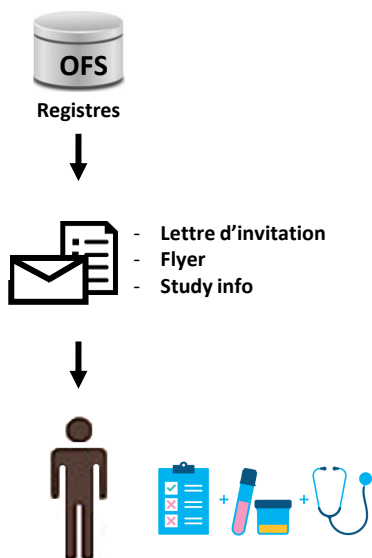 OFS
Registres
- Lettre d'invitation
- Flyer
- Study info
+ +